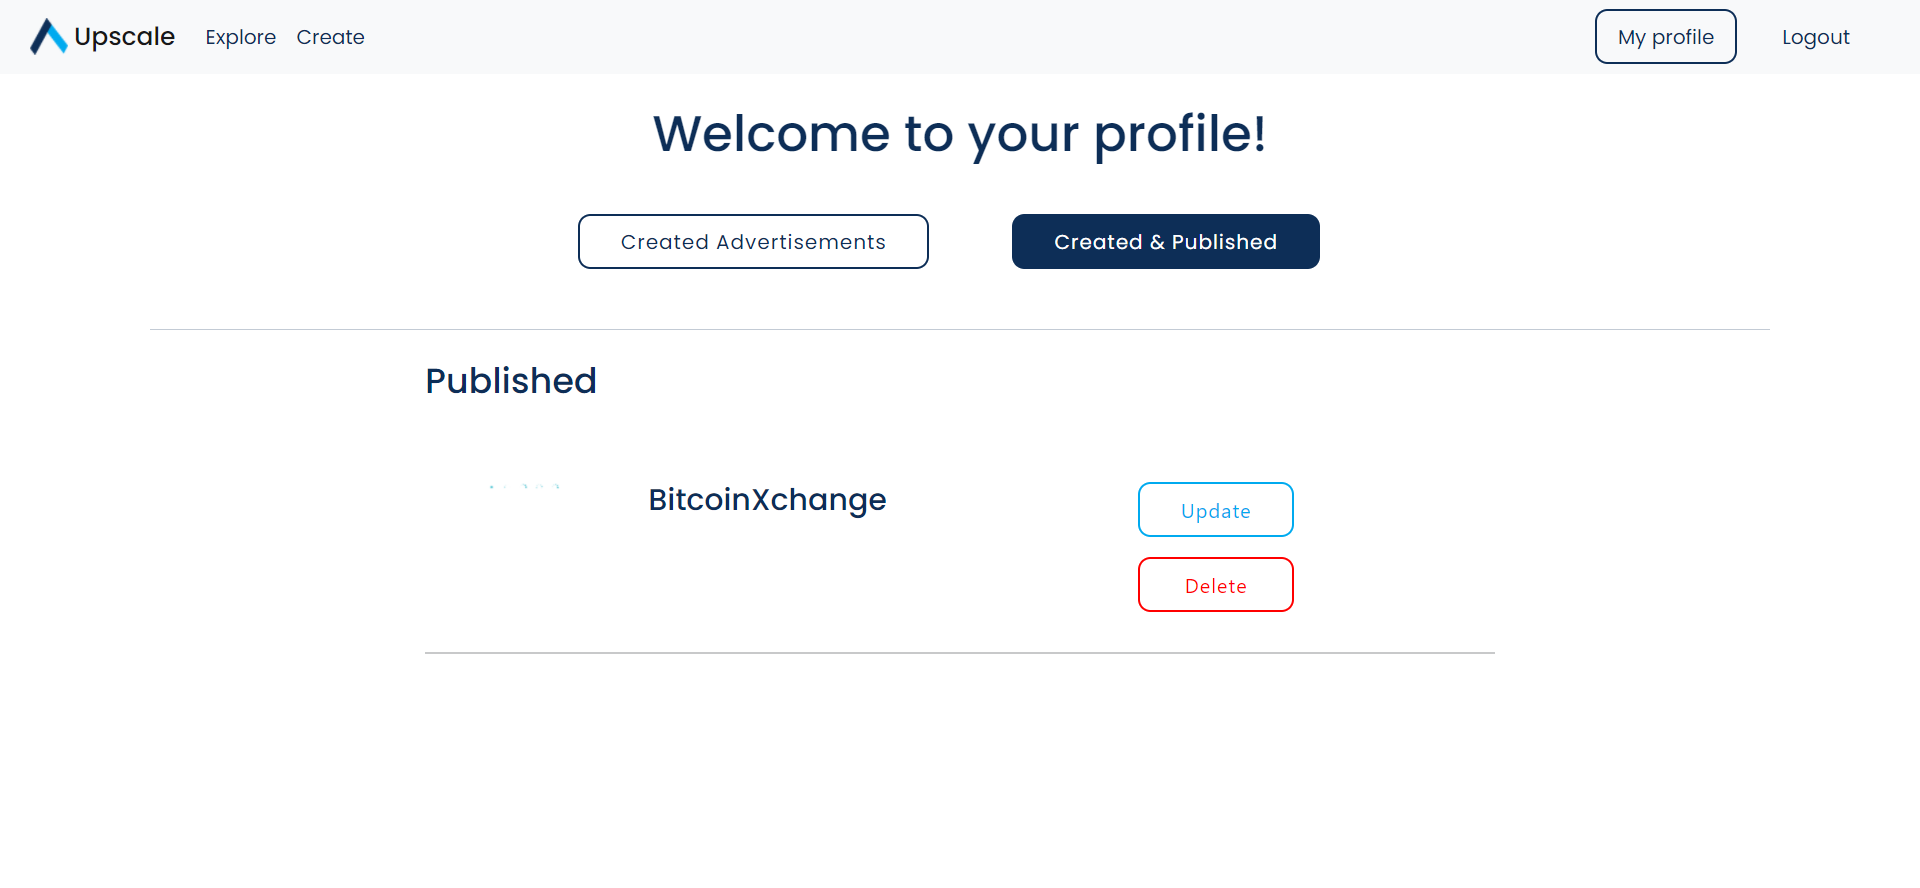 Upscale Explore Create My profile Logout
Welcome to your profile!
Created Advertisements Created & Published
Published
BitcoinXchange
Update
Delete